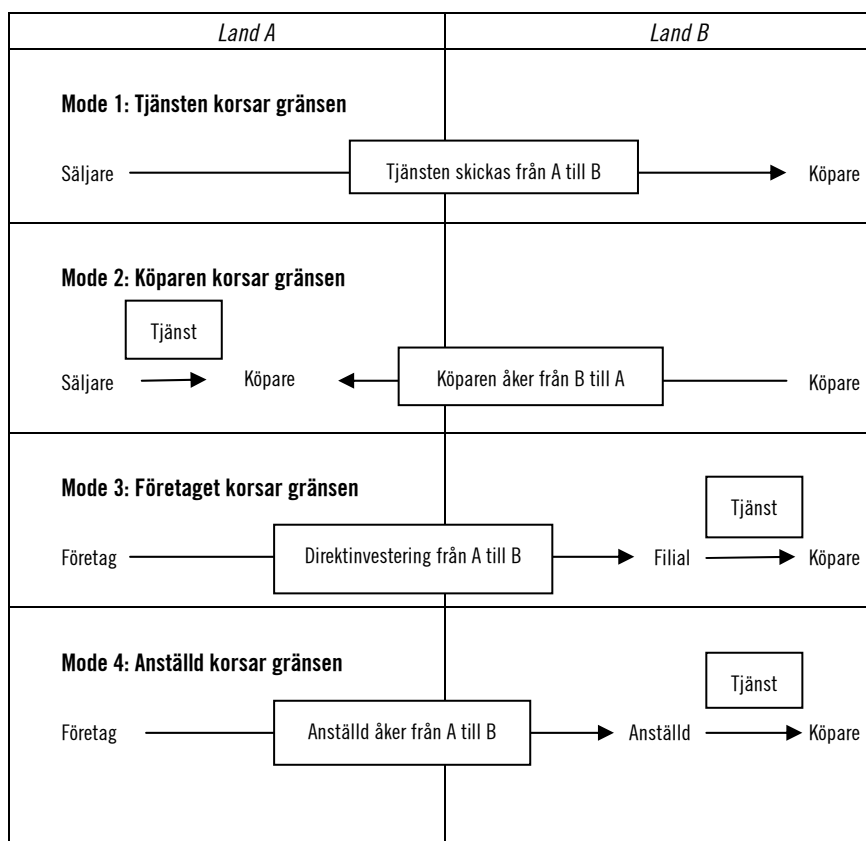 Land A
Land B
Mode 1: Tjänsten korsar gränsen
Säljare
Tjänsten skickas från A till B
Köpare
Mode 2: Köparen korsar gränsen
Tjänst
Säljare
Köpare
Köparen åker från B till A
Köpare
Mode 3: Företaget korsar gränsen
Tjänst
Företag
Direktinvestering från A till B
Filial
Köpare
Mode 4: Anställd korsar gränsen
Tjänst
Företag
Anställd åker från A till B
Anställd
Köpare